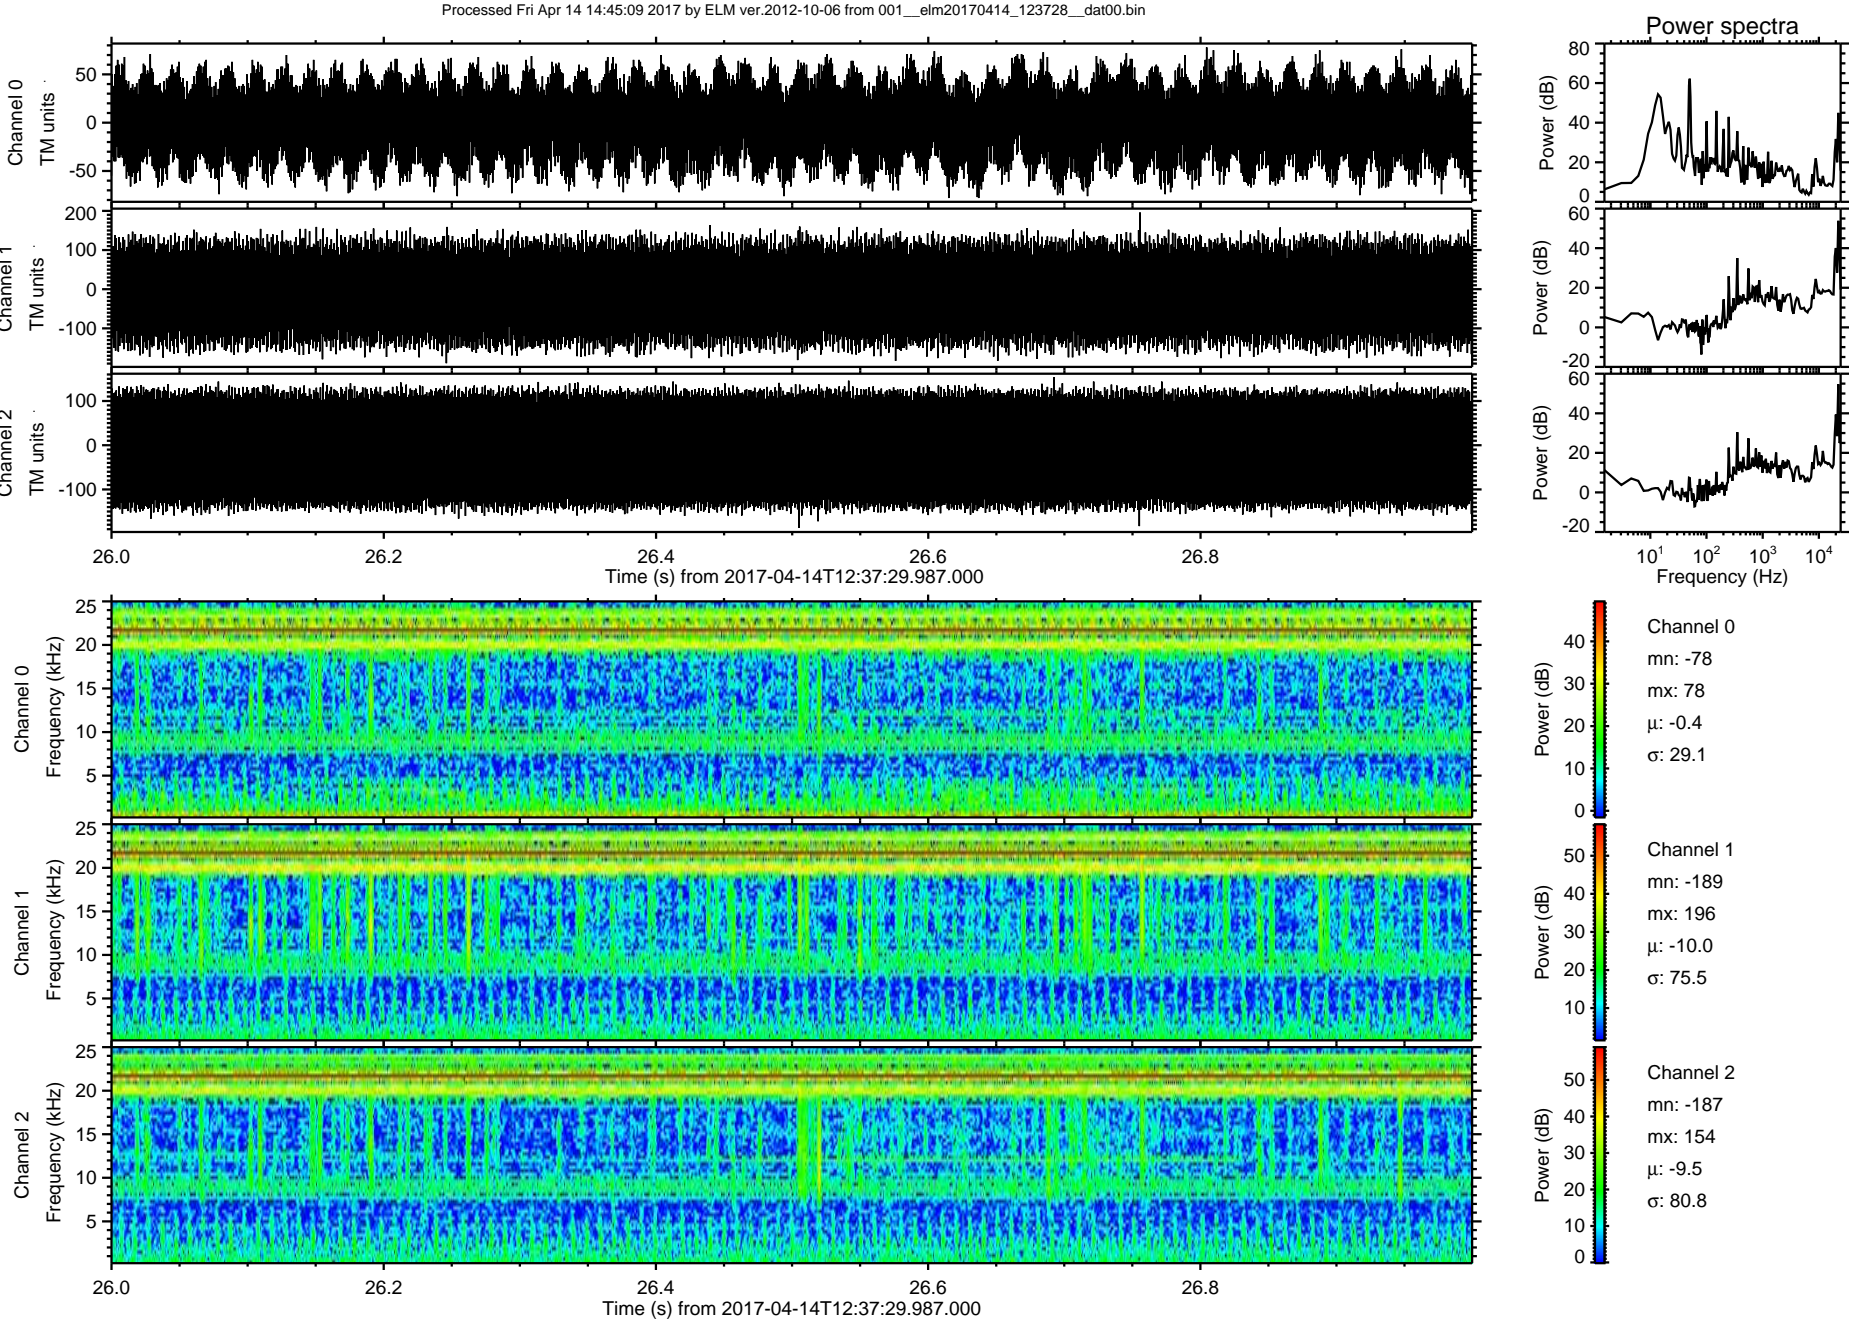 Processed Fri Apr 14 14:45:09 2017 by ELM ver.2012-10-06 from 001__elm20170414_123728__dat00.bin
Power spectra
Channel 0
TM units
50
0
-50
Power (dB)
80
60
40
20
0
Channel 1
TM units
200
100
0
-100
Power (dB)
60
40
20
0
-20
Channel 2
TM units
100
0
-100
Power (dB)
60
40
20
0
-20
26.0 26.2 26.4 26.6 26.8
Time (s) from 2017-04-14T12:37:29.987.000
10^1 10^2 10^3 10^4
Frequency (Hz)
Channel 0
Frequency (kHz)
25
20
15
10
5
Power (dB)
40
30
20
10
0
Channel 0
mn: -78
mx: 78
μ: -0.4
σ: 29.1
Channel 1
Frequency (kHz)
25
20
15
10
5
Power (dB)
50
40
30
20
10
Channel 1
mn: -189
mx: 196
μ: -10.0
σ: 75.5
Channel 2
Frequency (kHz)
25
20
15
10
5
Power (dB)
50
40
30
20
10
0
Channel 2
mn: -187
mx: 154
μ: -9.5
σ: 80.8
26.0 26.2 26.4 26.6 26.8
Time (s) from 2017-04-14T12:37:29.987.000